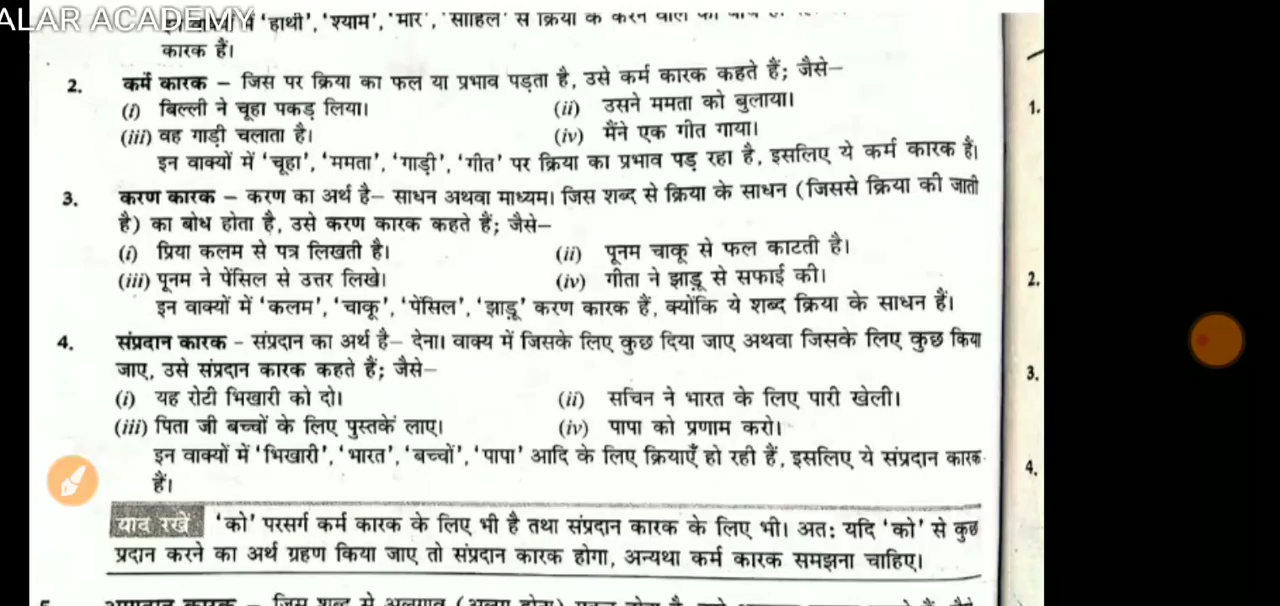 ALAR ACADEMY 'हाथी', 'श्याम', 'मोर', 'साहिल' से क्रिया के करने वाले का बोध
कारक हैं।
2. कर्म कारक – जिस पर क्रिया का फल या प्रभाव पड़ता है, उसे कर्म कारक कहते हैं; जैसे–
(i) बिल्ली ने चूहा पकड़ लिया। (ii) उसने ममता को बुलाया। 1.
(iii) वह गाड़ी चलाता है। (iv) मैंने एक गीत गाया।
इन वाक्यों में 'चूहा', 'ममता', 'गाड़ी', 'गीत' पर क्रिया का प्रभाव पड़ रहा है, इसलिए ये कर्म कारक हैं।
3. करण कारक – करण का अर्थ है– साधन अथवा माध्यम। जिस शब्द से क्रिया के साधन (जिससे क्रिया की जाती
है) का बोध होता है, उसे करण कारक कहते हैं; जैसे–
(i) प्रिया कलम से पत्र लिखती है। (ii) पूनम चाकू से फल काटती है।
(iii) पूनम ने पेंसिल से उत्तर लिखे। (iv) गीता ने झाड़ू से सफाई की। 2.
इन वाक्यों में 'कलम', 'चाकू', 'पेंसिल', 'झाड़ू' करण कारक हैं, क्योंकि ये शब्द क्रिया के साधन हैं।
4. संप्रदान कारक - संप्रदान का अर्थ है– देना। वाक्य में जिसके लिए कुछ दिया जाए अथवा जिसके लिए कुछ किया
जाए, उसे संप्रदान कारक कहते हैं; जैसे– 3.
(i) यह रोटी भिखारी को दो। (ii) सचिन ने भारत के लिए पारी खेली।
(iii) पिता जी बच्चों के लिए पुस्तकें लाए। (iv) पापा को प्रणाम करो।
इन वाक्यों में 'भिखारी', 'भारत', 'बच्चों', 'पापा' आदि के लिए क्रियाएँ हो रही हैं, इसलिए ये संप्रदान कारक 4.
हैं।
याद रखें 'को' परसर्ग कर्म कारक के लिए भी है तथा संप्रदान कारक के लिए भी। अतः यदि 'को' से कुछ
प्रदान करने का अर्थ ग्रहण किया जाए तो संप्रदान कारक होगा, अन्यथा कर्म कारक समझना चाहिए।
कारक – जिस शब्द से अलगाव (अलग होना)